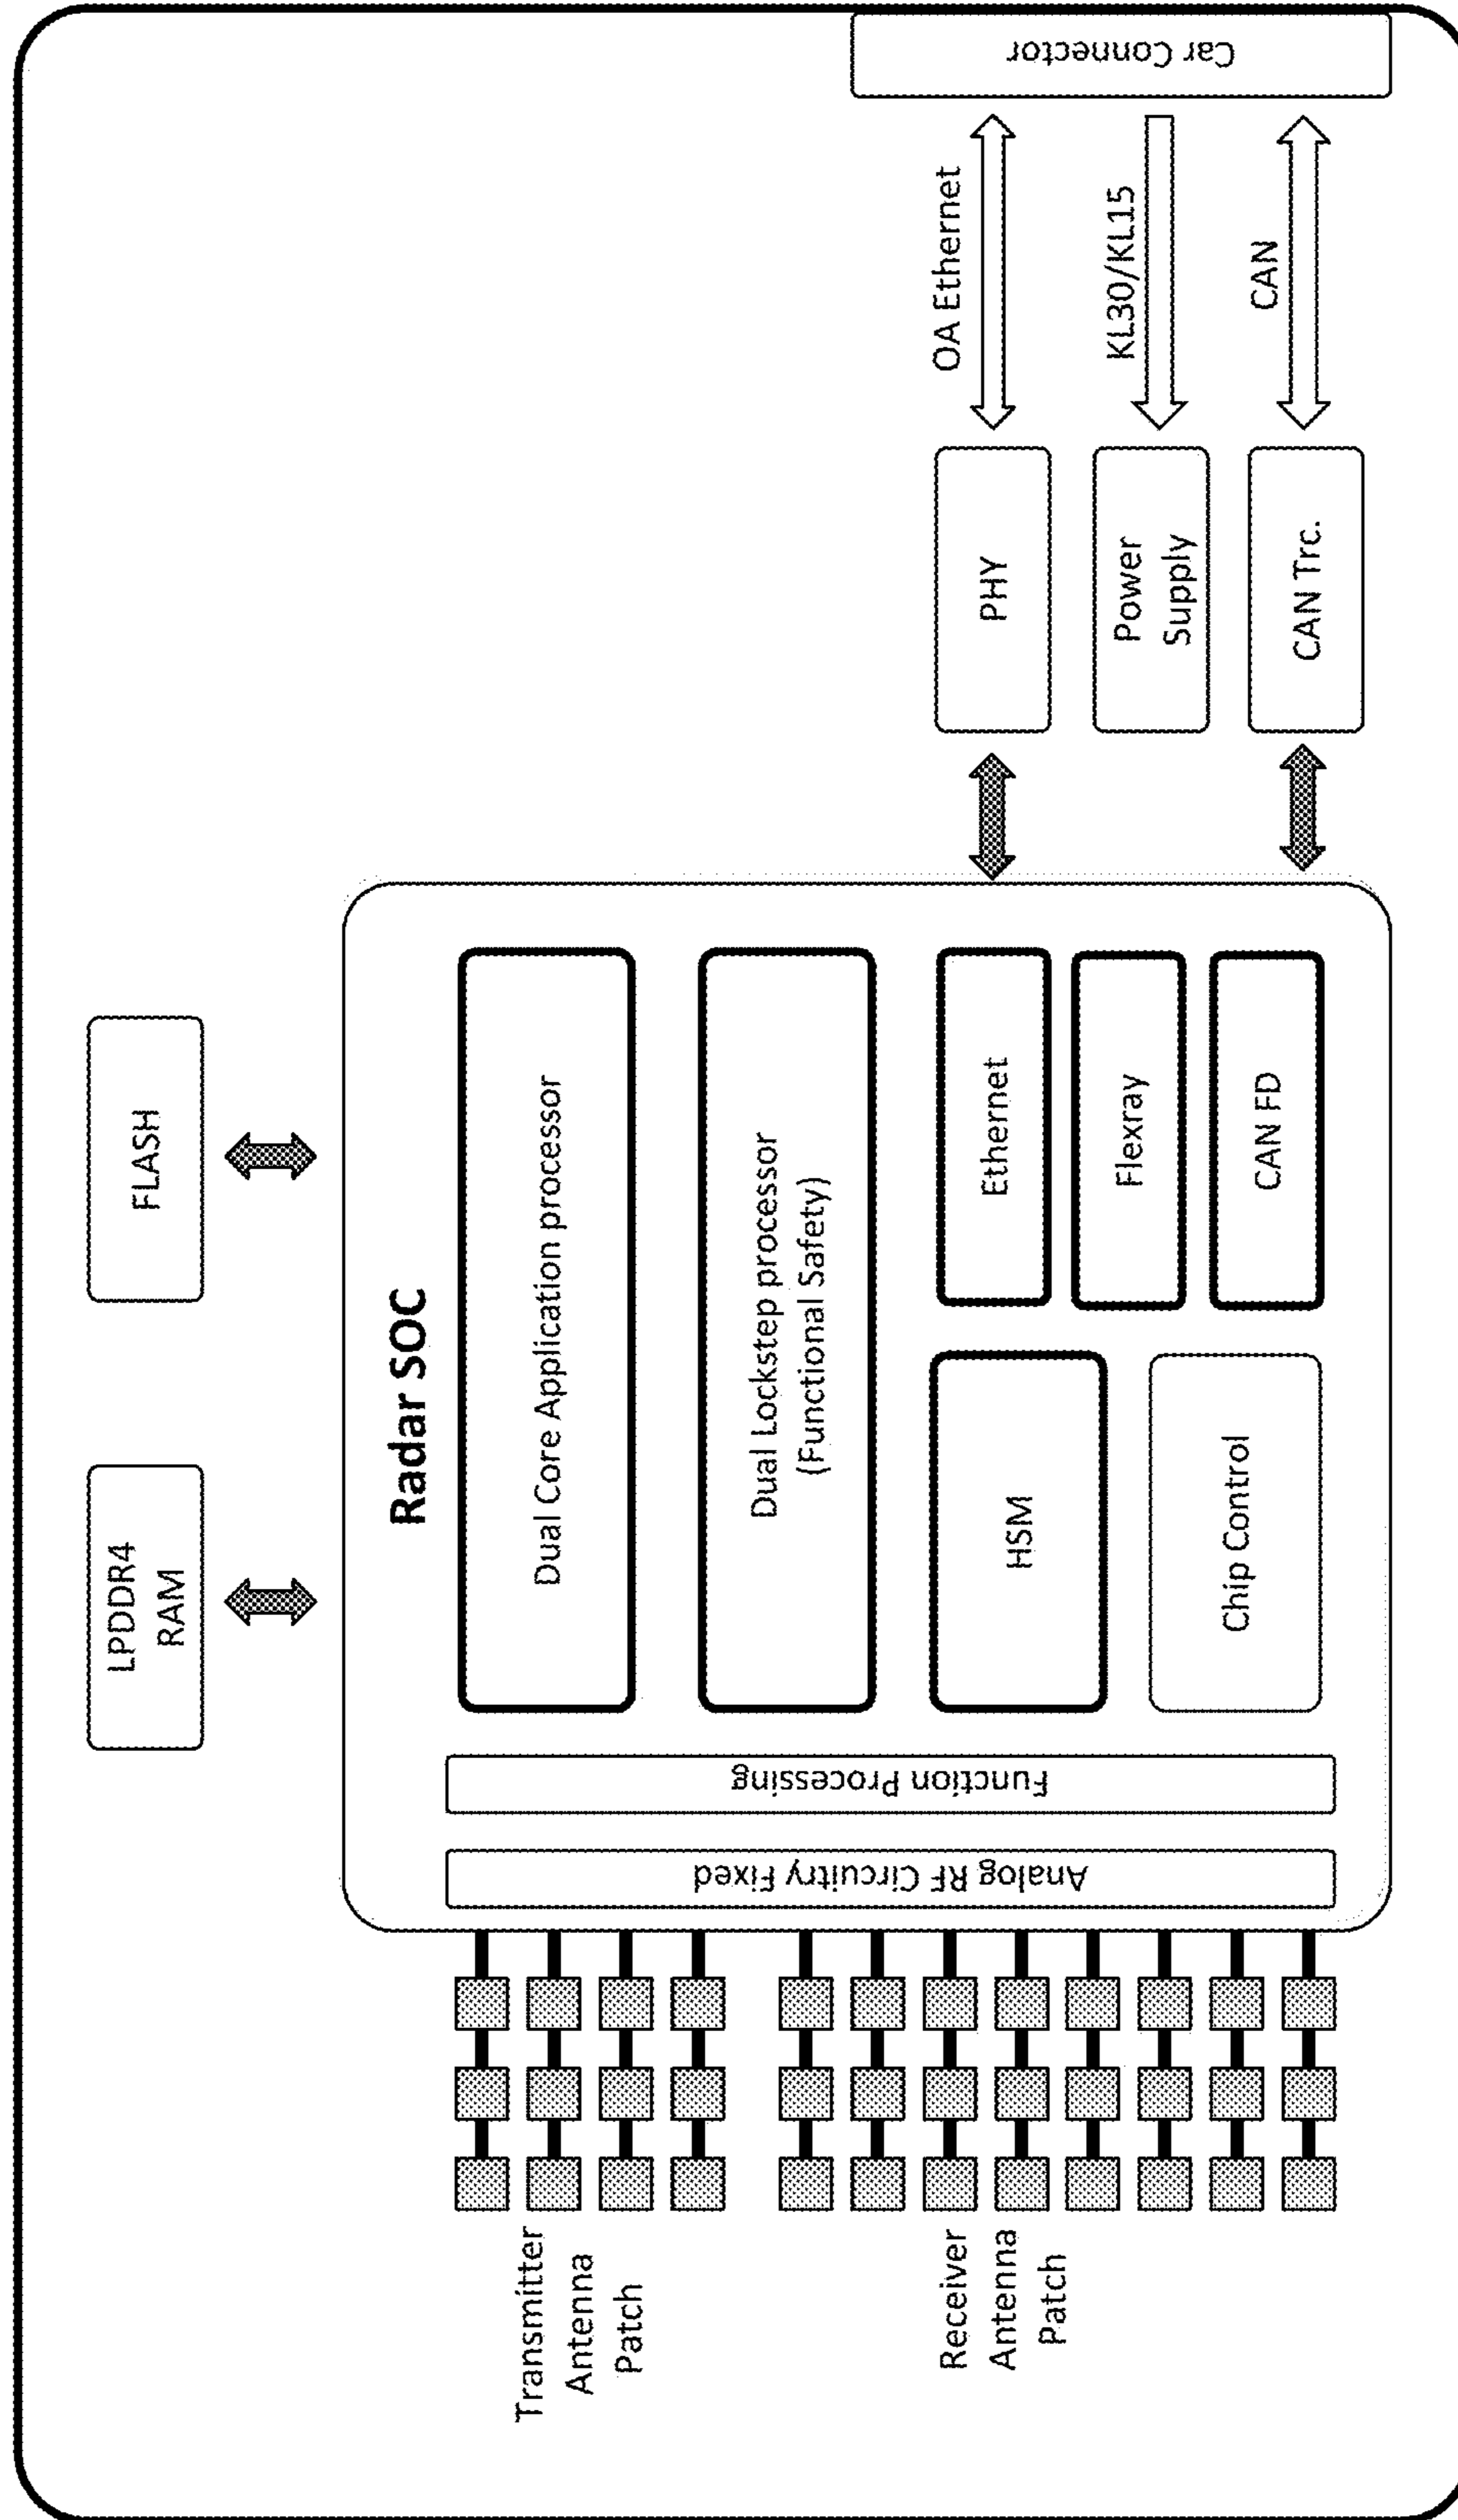 LPDDR4
RAM
FLASH
Radar SOC
Dual Core Application processor
Dual Lockstep processor
(Functional Safety)
HSM
Chip Control
Ethernet
Flexray
CAN FD
Function Processing
Analog RF Circuitry Fixed
Transmitter
Antenna
Patch
Receiver
Antenna
Patch
PHY
Power
Supply
CAN Trc.
OA Ethernet
KL30/KL15
CAN
Car Connector